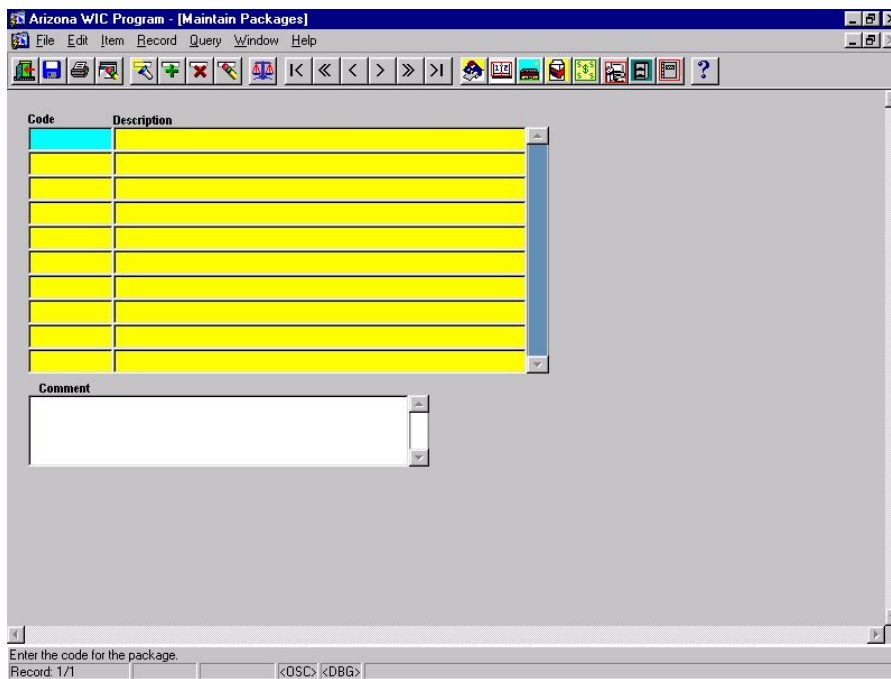 Arizona WIC Program - [Maintain Packages]
File Edit Item Record Query Window Help
Code Description
Comment
Enter the code for the package.
Record: 1/1 <OSC> <DBG>